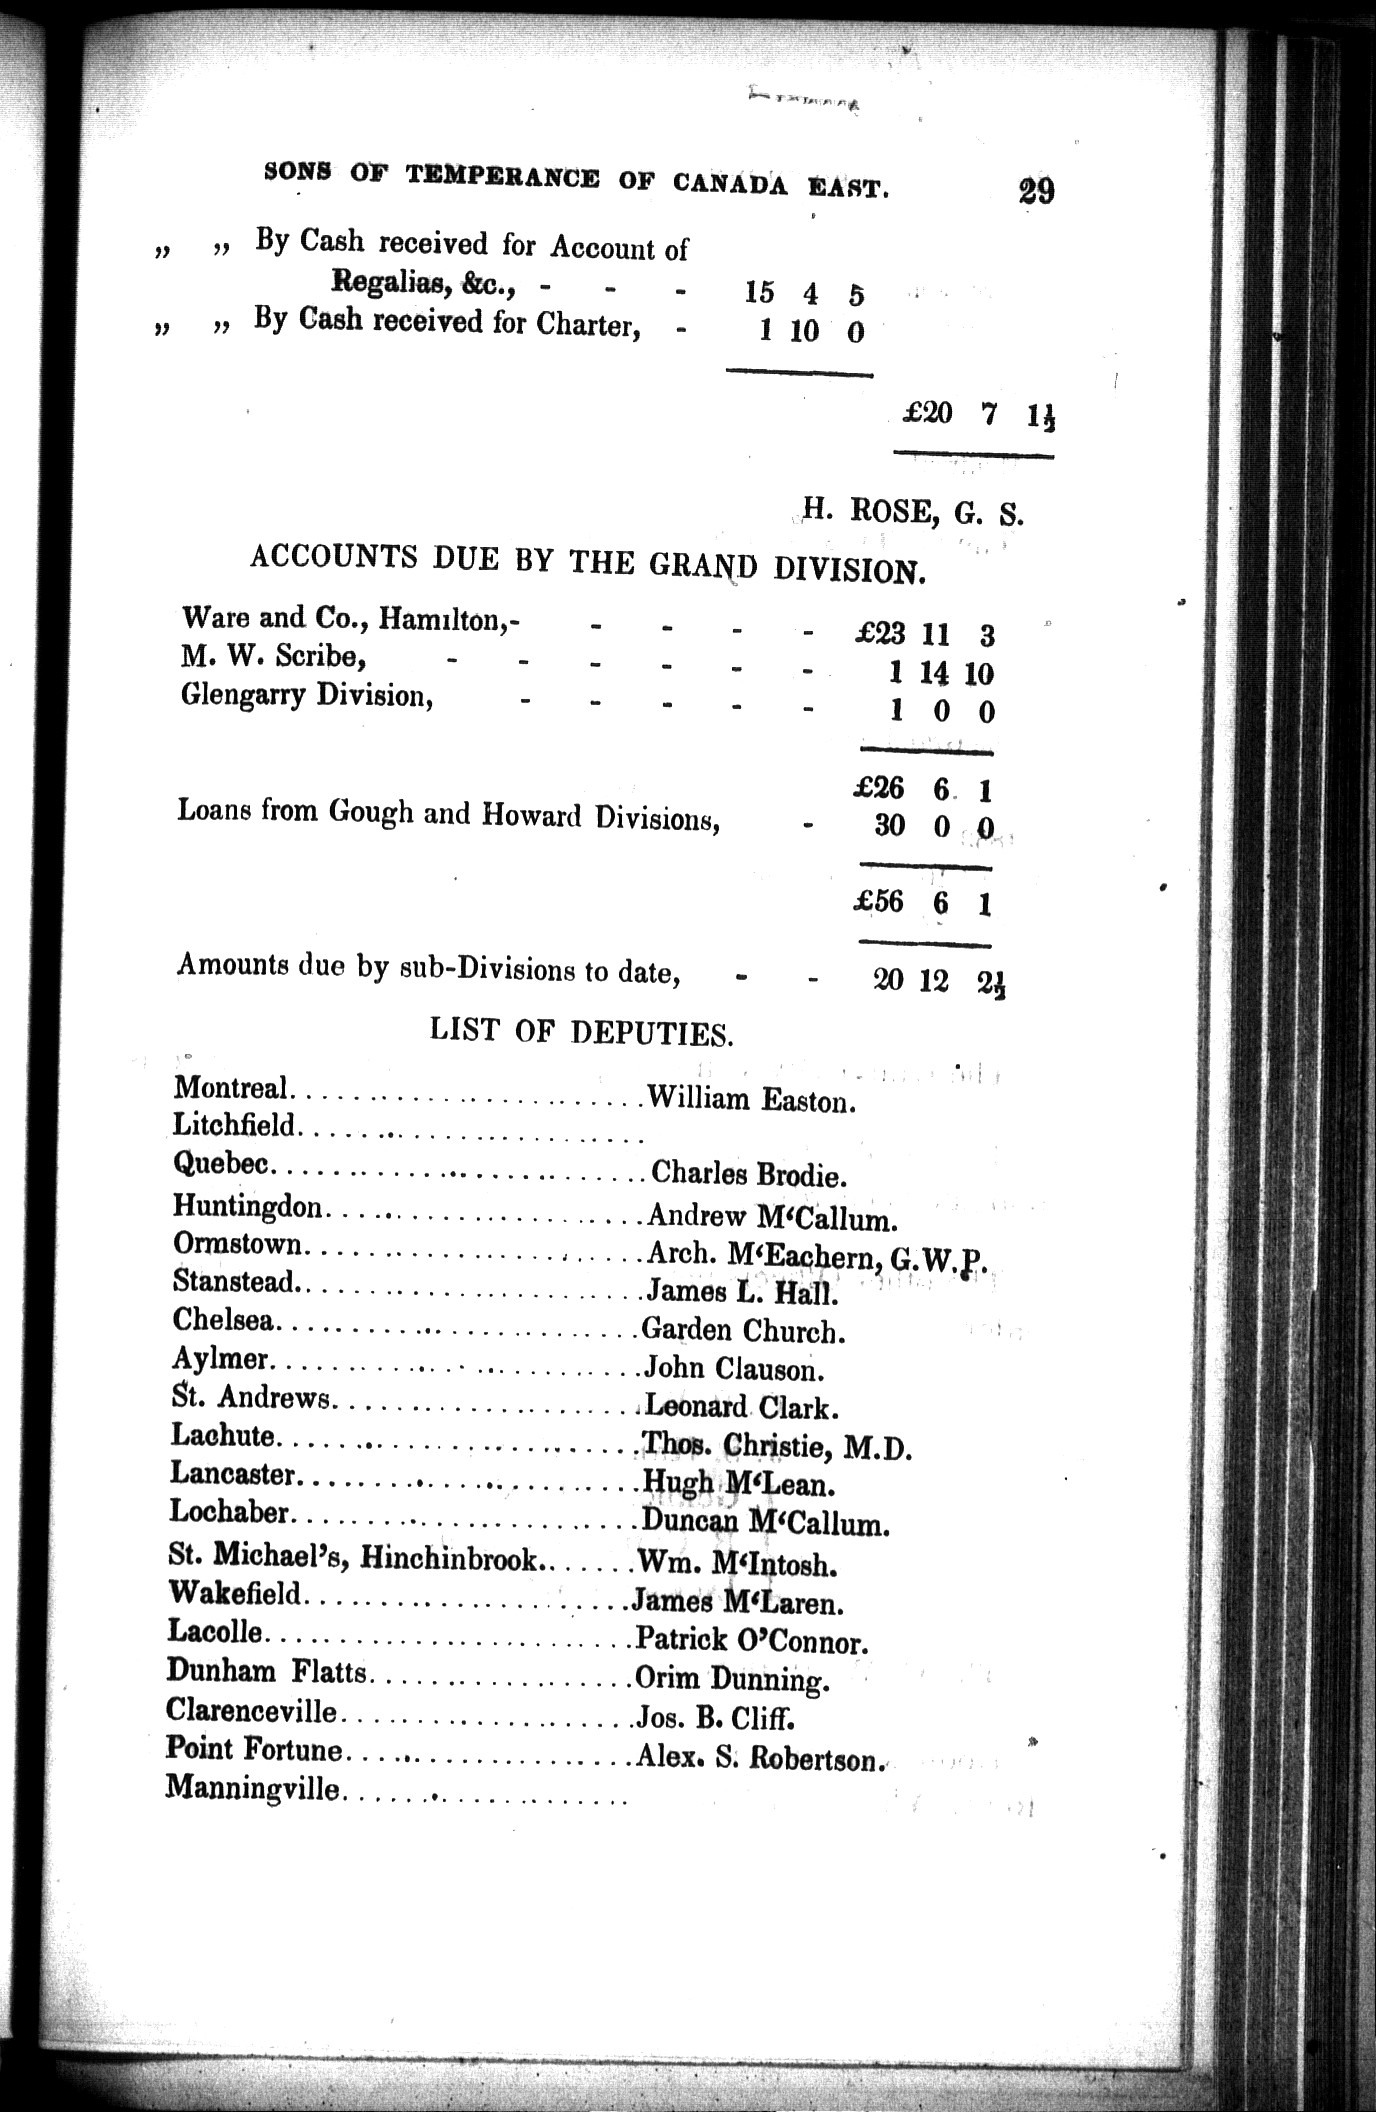 SONS OF TEMPERANCE OF CANADA EAST. 29
„ „ By Cash received for Account of
Regalias, &c., - - - 15 4 5
„ „ By Cash received for Charter, - 1 10 0
£20 7 1½
H. ROSE, G. S.
ACCOUNTS DUE BY THE GRAND DIVISION.
Ware and Co., Hamilton,- - - - - £23 11 3
M. W. Scribe, - - - - - - 1 14 10
Glengarry Division, - - - - - 1 0 0
£26 6 1
Loans from Gough and Howard Divisions, - 30 0 0
£56 6 1
Amounts due by sub-Divisions to date, - - 20 12 2½
LIST OF DEPUTIES.
Montreal........................William Easton.
Litchfield.......................
Quebec.........................Charles Brodie.
Huntingdon.....................Andrew M‘Callum.
Ormstown......................Arch. M‘Eachern, G.W.P.
Stanstead.......................James L. Hall.
Chelsea........................Garden Church.
Aylmer........................John Clauson.
St. Andrews....................Leonard Clark.
Lachute........................Thos. Christie, M.D.
Lancaster......................Hugh M‘Lean.
Lochaber.......................Duncan M‘Callum.
St. Michael’s, Hinchinbrook.......Wm. M‘Intosh.
Wakefield......................James M‘Laren.
Lacolle.........................Patrick O’Connor.
Dunham Flatts..................Orim Dunning.
Clarenceville....................Jos. B. Cliff.
Point Fortune...................Alex. S. Robertson.
Manningville...................